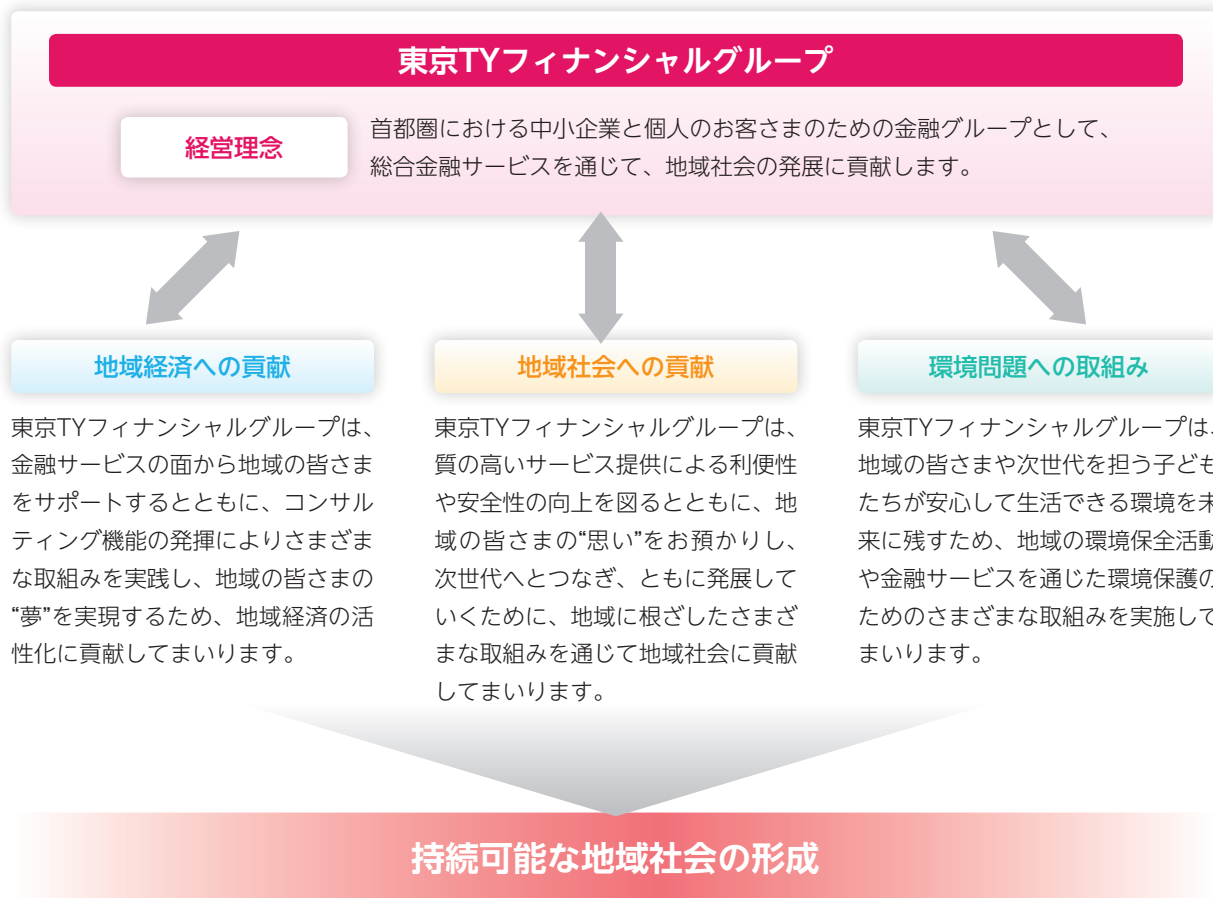 東京TYフィナンシャルグループ
経営理念
首都圏における中小企業と個人のお客さまのための金融グループとして、
総合金融サービスを通じて、地域社会の発展に貢献します。
地域経済への貢献
東京TYフィナンシャルグループは、
金融サービスの面から地域の皆さま
をサポートするとともに、コンサル
ティング機能の発揮によりさまざま
な取組みを実践し、地域の皆さまの
“夢”を実現するため、地域経済の活
性化に貢献してまいります。
地域社会への貢献
東京TYフィナンシャルグループは、
質の高いサービス提供による利便性
や安全性の向上を図るとともに、地
域の皆さまの“思い”をお預かりし、
次世代へとつなぎ、ともに発展して
いくために、地域に根ざしたさまざ
まな取組みを通じて地域社会に貢献
してまいります。
環境問題への取組み
東京TYフィナンシャルグループは、
地域の皆さまや次世代を担う子ども
たちが安心して生活できる環境を未
来に残すため、地域の環境保全活動
や金融サービスを通じた環境保護の
ためのさまざまな取組みを実施して
まいります。
持続可能な地域社会の形成